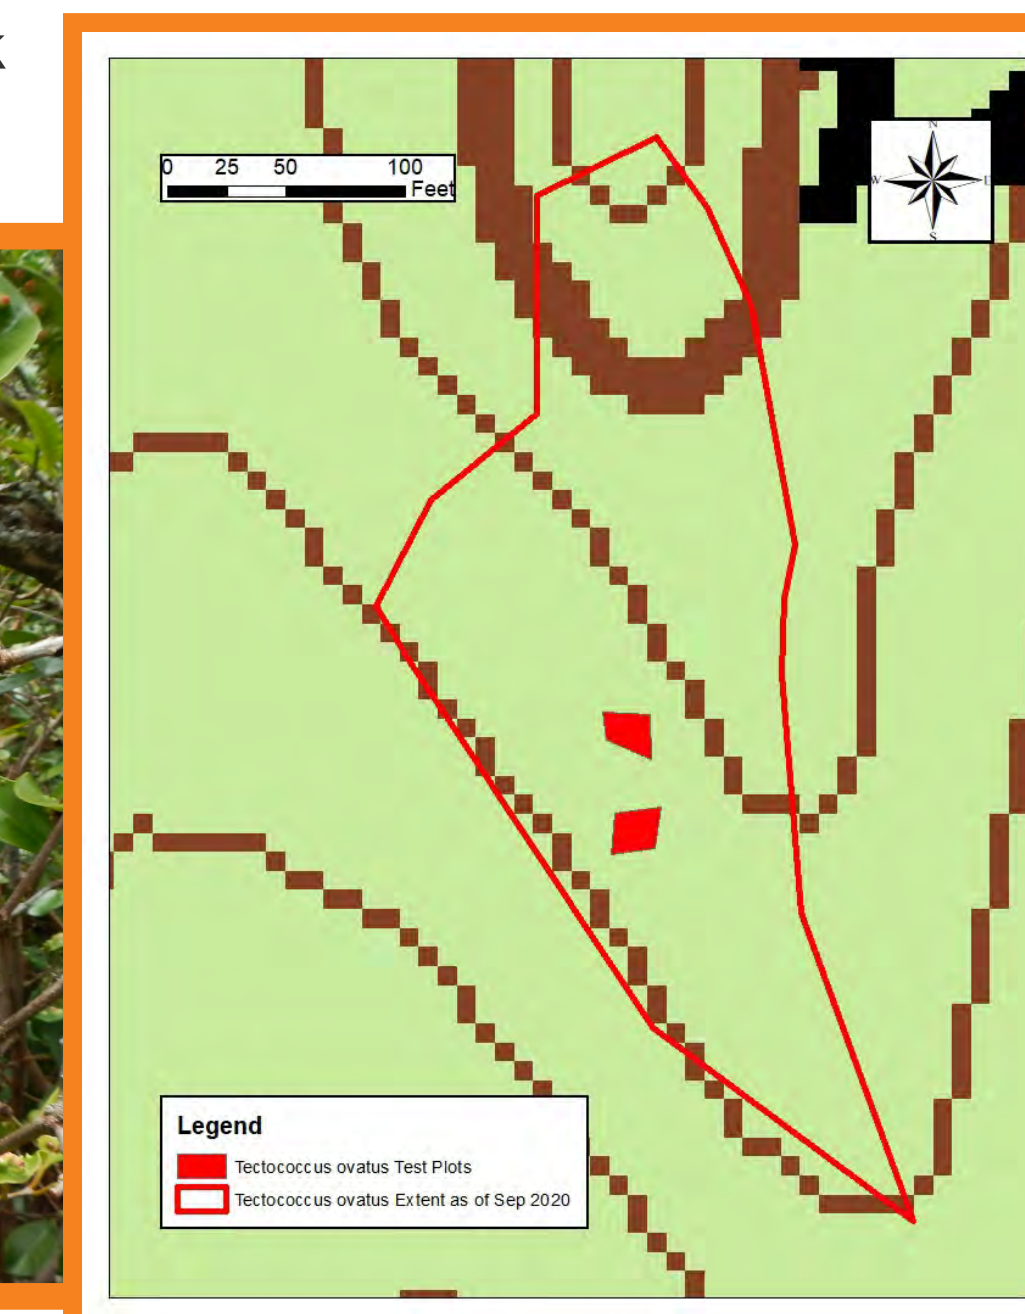 0 25 50 100
Feet
N
W E
S
Legend
Tectococcus ovatus Test Plots
Tectococcus ovatus Extent as of Sep 2020